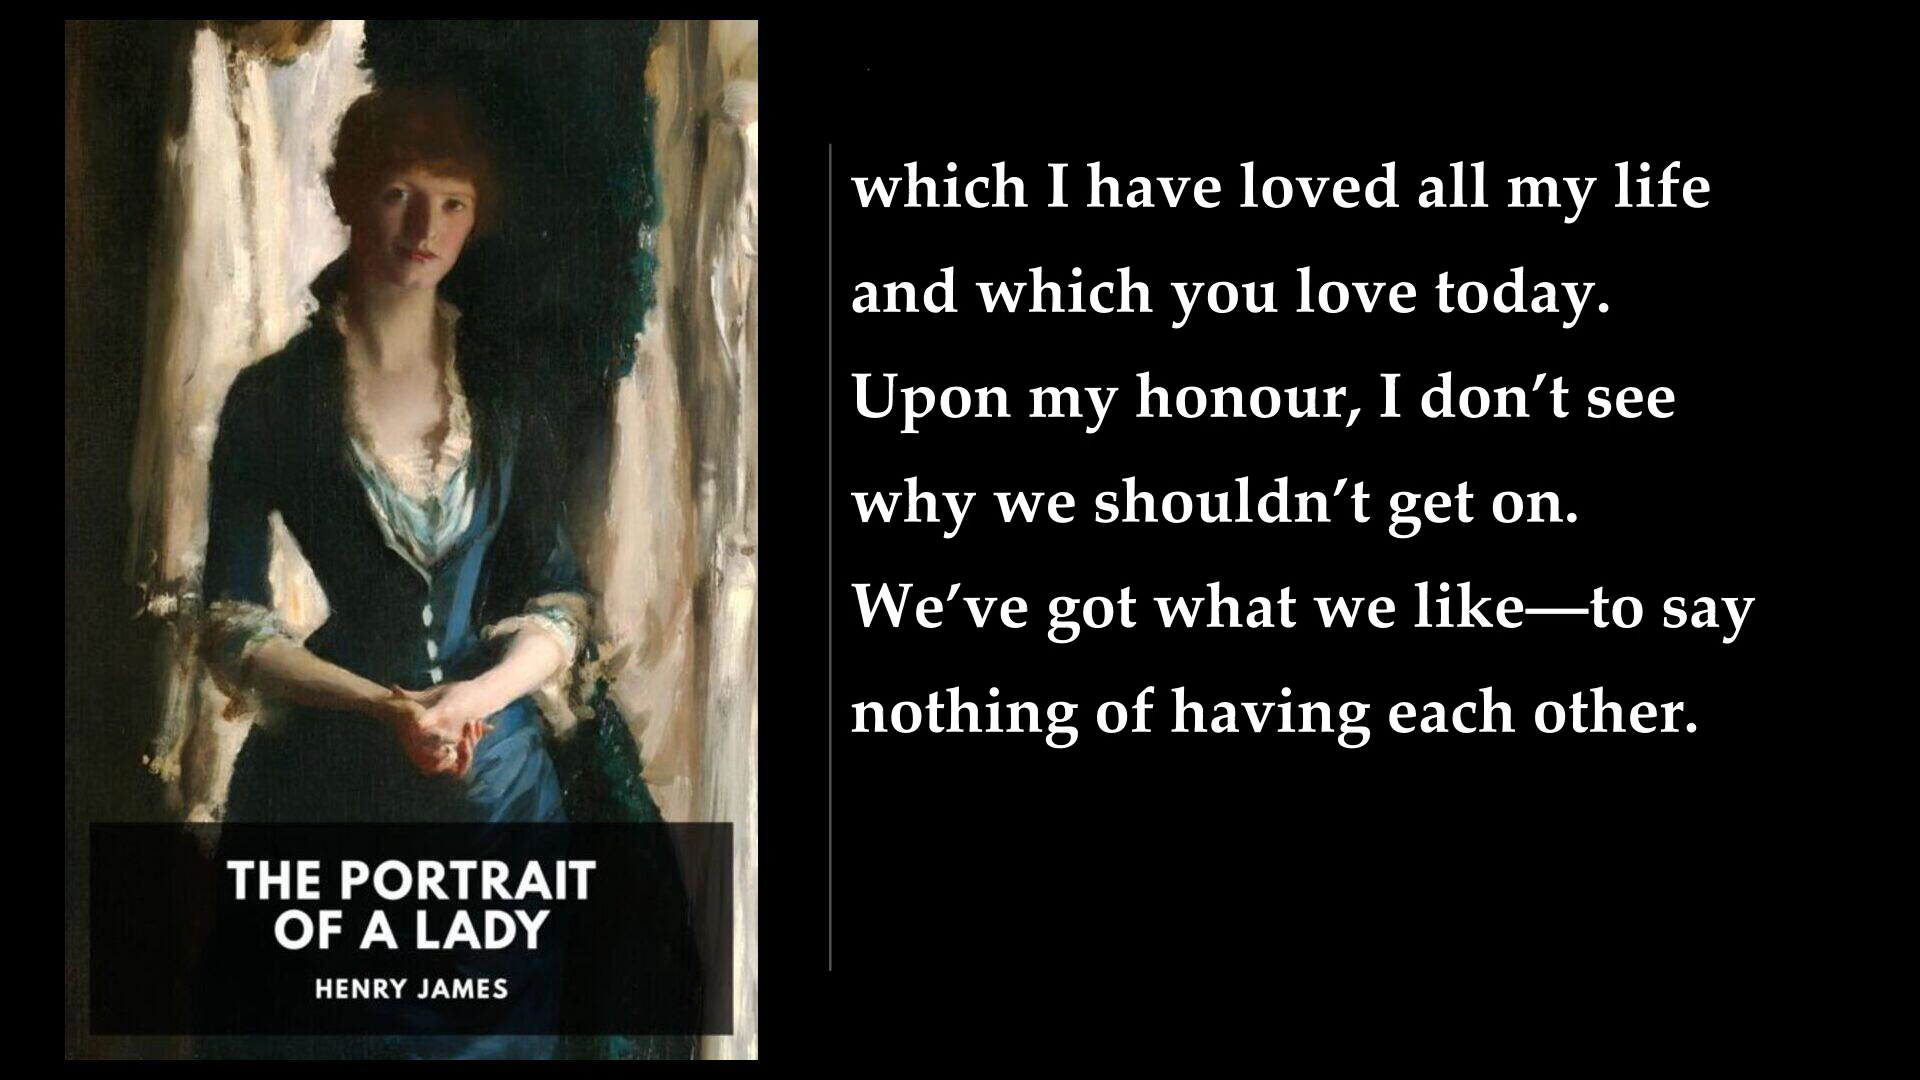 THE PORTRAIT
OF A LADY
HENRY JAMES
which I have loved all my life
and which you love today.
Upon my honour, I don’t see
why we shouldn’t get on.
We’ve got what we like—to say
nothing of having each other.